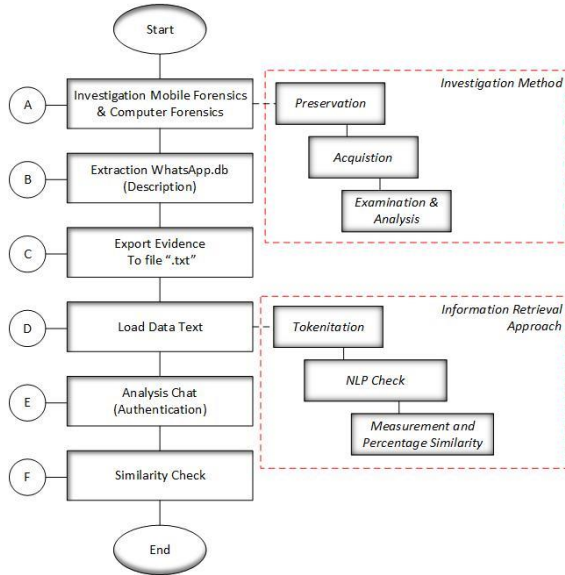 Start
A
Investigation Mobile Forensics
& Computer Forensics
Investigation Method
Preservation
Acquistion
Examination &
Analysis
B
Extraction WhatsApp.db
(Description)
C
Export Evidence
To file “.txt”
D
Load Data Text
Information Retrieval
Approach
Tokenitation
NLP Check
Measurement and
Percentage Similarity
E
Analysis Chat
(Authentication)
F
Similarity Check
End